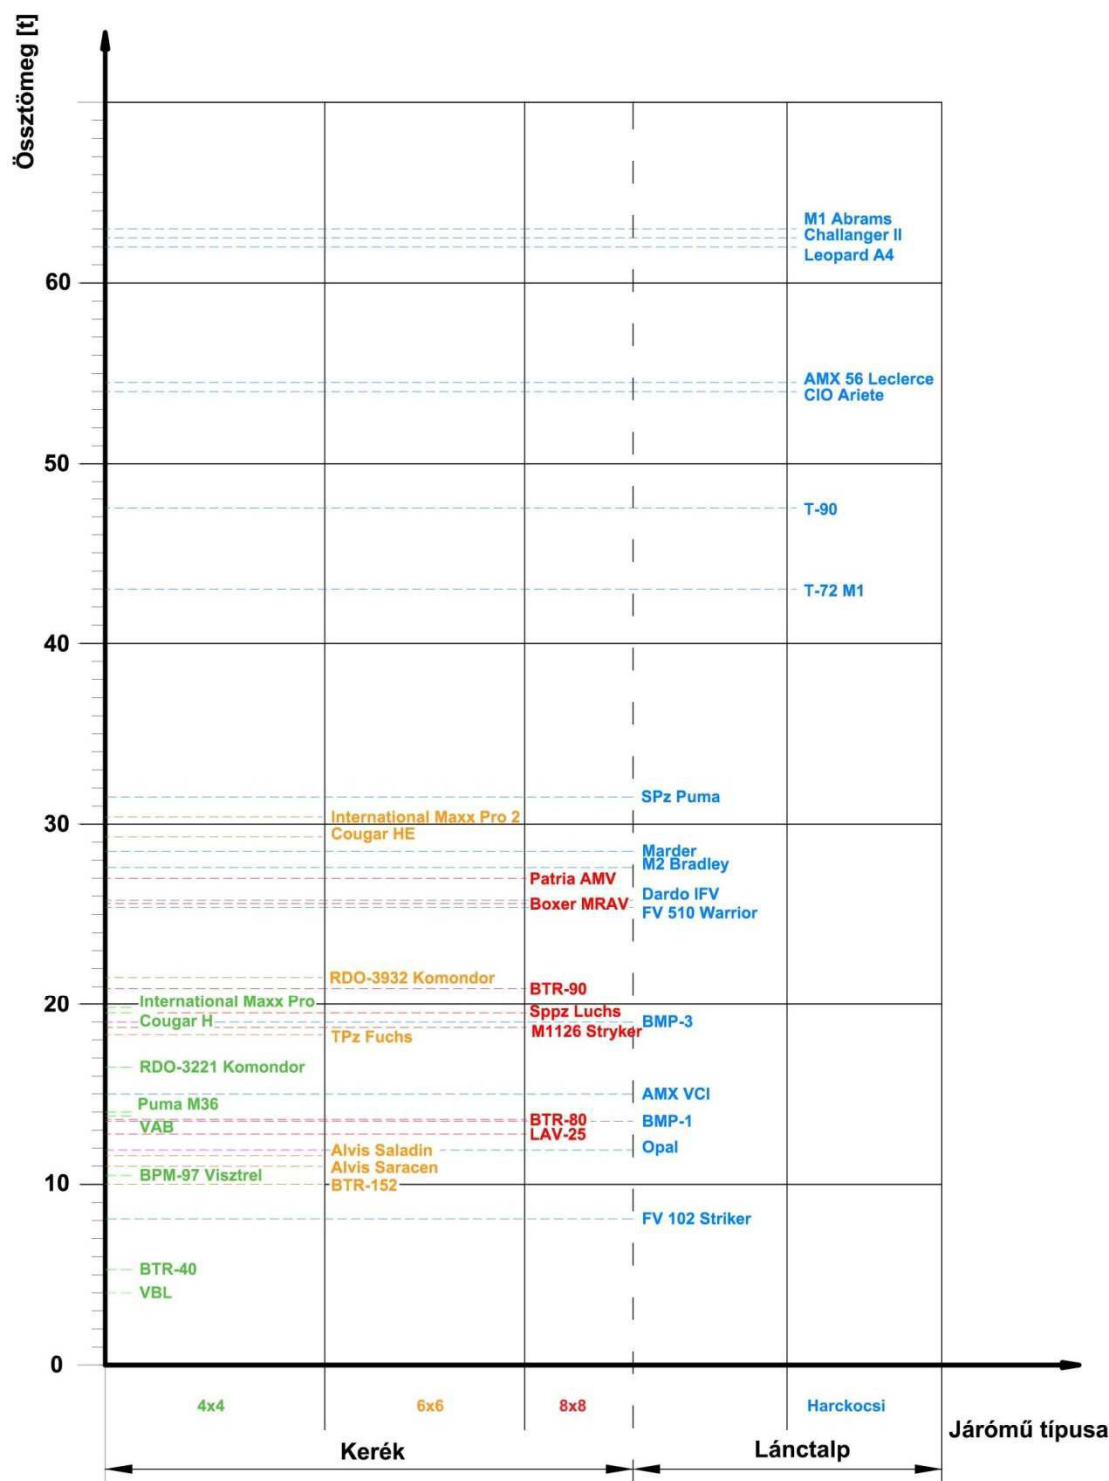 Össztömeg [t]
M1 Abrams
Challanger II
Leopard A4
60
AMX 56 Leclerce
CIO Ariete
50
T-90
T-72 M1
40
SPz Puma
International Maxx Pro 2
30
Cougar HE
Marder
M2 Bradley
Patria AMV
Dardo IFV
Boxer MRAV
FV 510 Warrior
RDO-3932 Komondor
BTR-90
International Maxx Pro
20
Sppz Luchs
Cougar H
BMP-3
M1126 Stryker
TPz Fuchs
RDO-3221 Komondor
AMX VCI
Puma M36
BTR-80
BMP-1
VAB
LAV-25
Alvis Saladin
Opal
Alvis Saracen
BPM-97 Visztrel
10
BTR-152
FV 102 Striker
BTR-40
VBL
0
4x4
6x6
8x8
Harckocsi
Járómű típusa
Kerék
Lánctalp